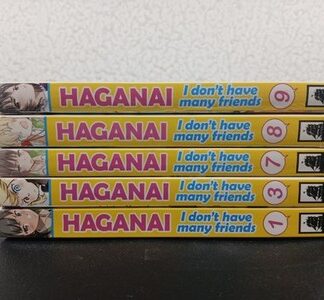 HAGANAI I don't have
many friends 9
HAGANAI I don't have
many friends 8
HAGANAI I don't have
many friends 7
HAGANAI I don't have
many friends 3
HAGANAI I don't have
many friends 1